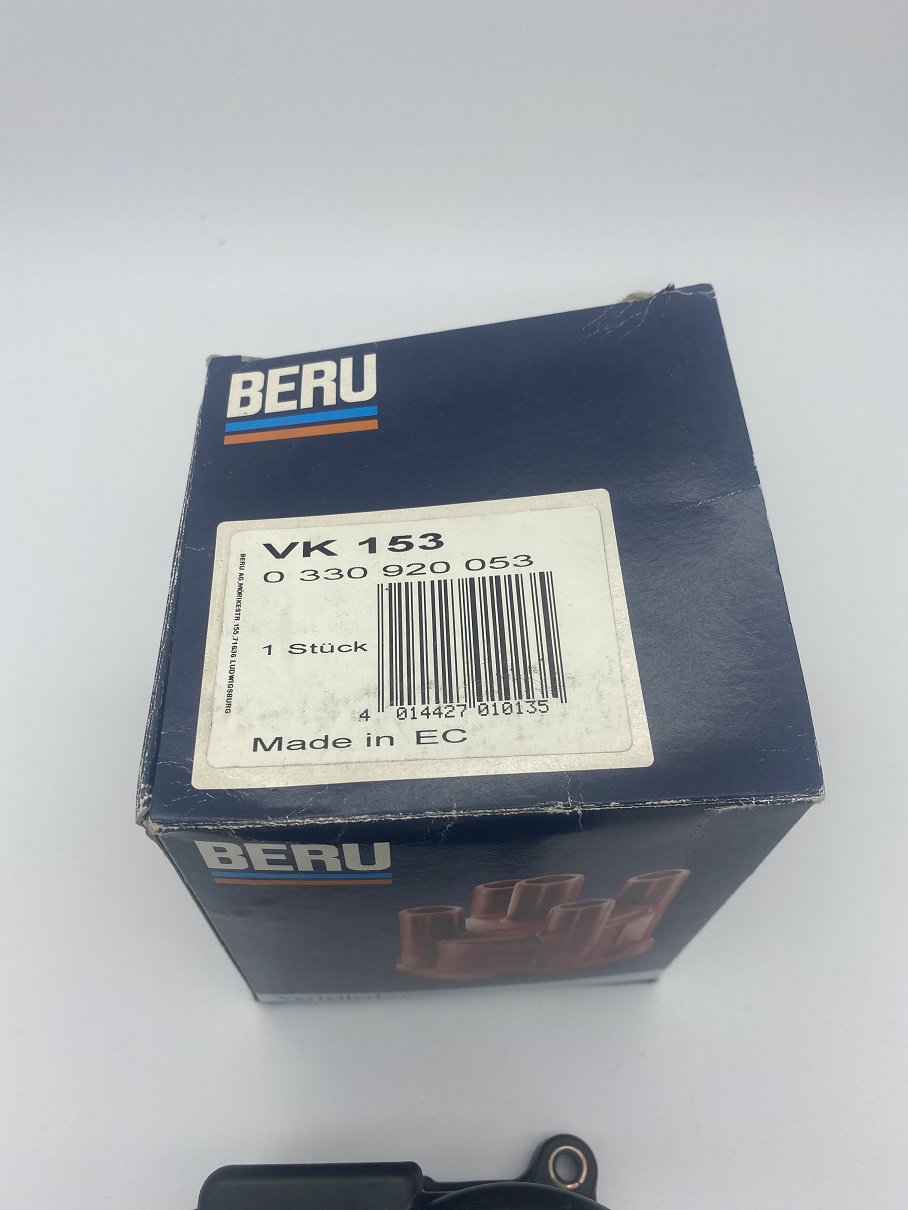 BERU
VK 153
0 330 920 053
BERU AG,MÖRIKESTR.155,71636 LUDWIGSBURG
1 Stück
4 014427 010135
Made in EC
BERU